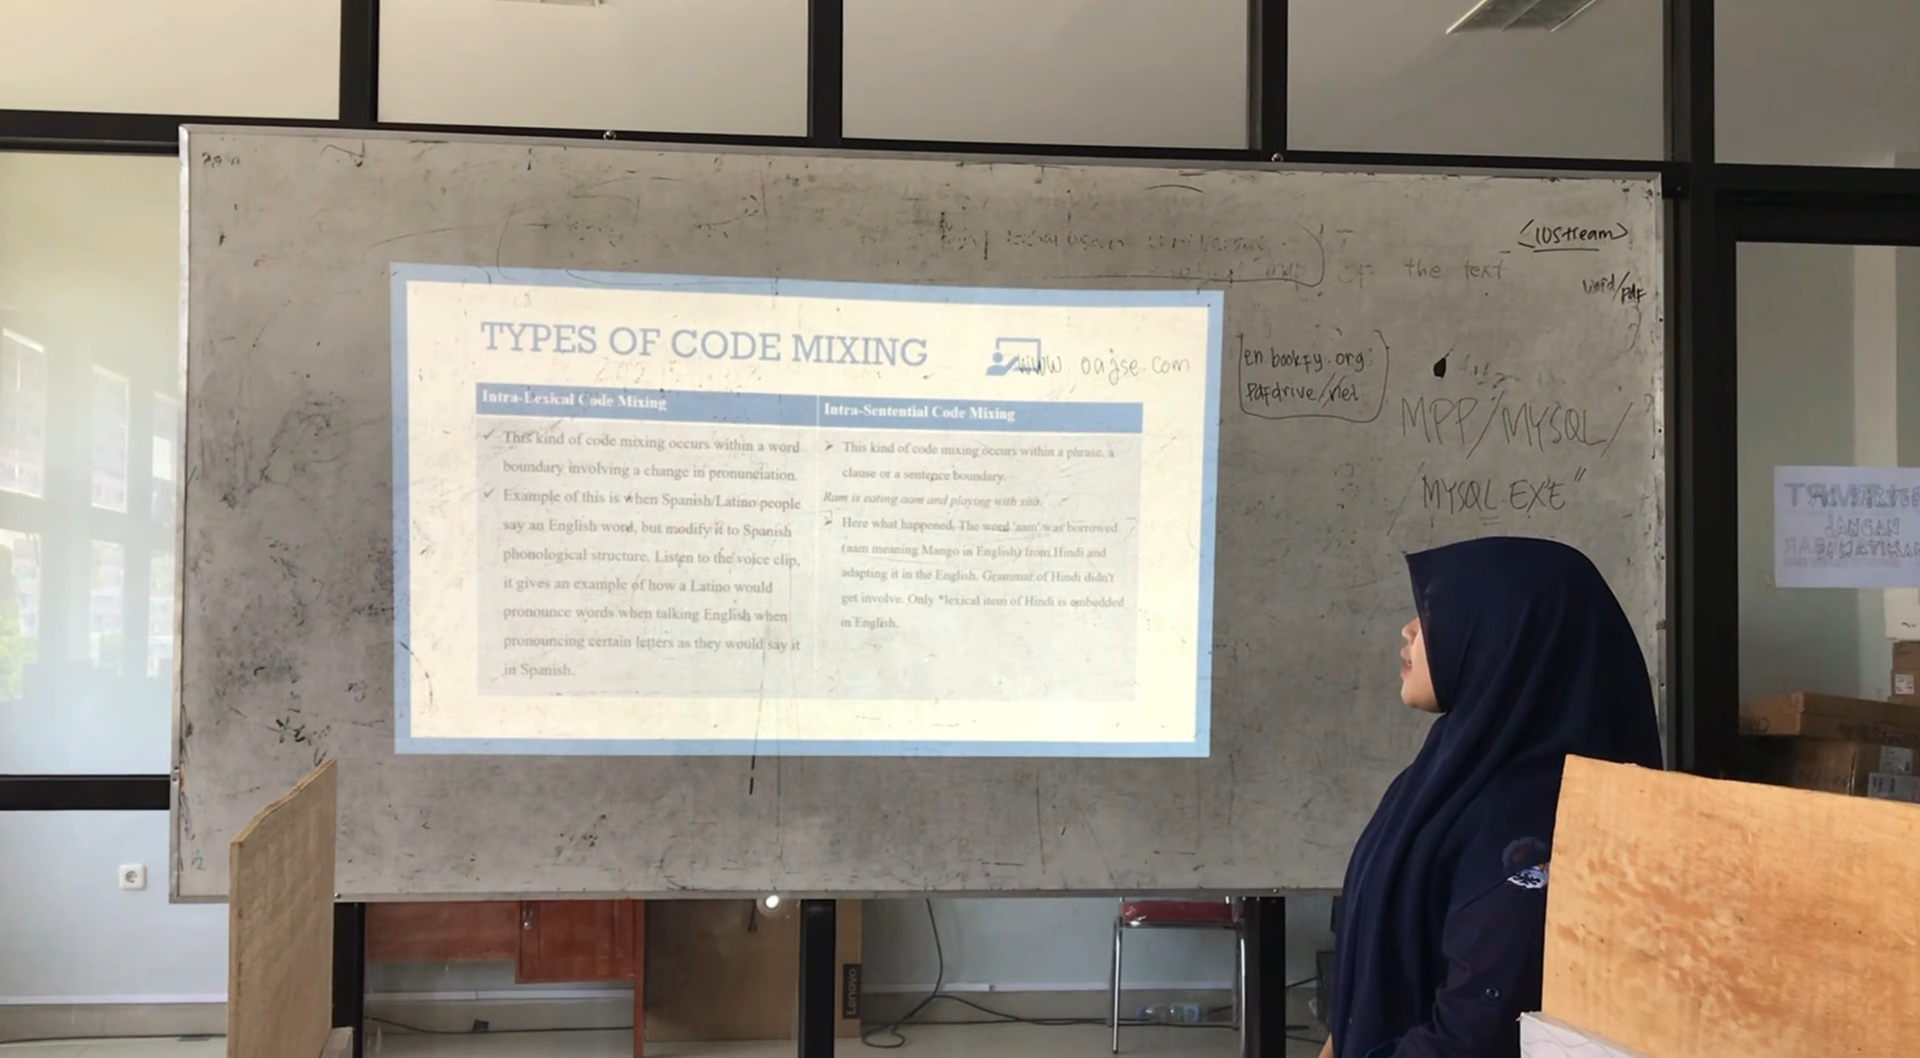 <IOStream>
OF the text
word/pdf
TYPES OF CODE MIXING
www oajse.com
en.bookfy.org
Pdfdrive/net
MPP/MYSQL/
MYSQL EXE"
Intra-Lexical Code Mixing
✓ This kind of code mixing occurs within a word
boundary involving a change in pronunciation.
✓ Example of this is when Spanish/Latino people
say an English word, but modify it to Spanish
phonological structure. Listen to the voice clip,
it gives an example of how a Latino would
pronounce words when talking English when
pronouncing certain letters as they would say it
in Spanish.
Intra-Sentential Code Mixing
➢ This kind of code mixing occurs within a phrase, a
clause or a sentence boundary.
Ram is eating aam and playing with sita.
➢ Here what happened, The word 'aam' was borrowed
(aam meaning Mango in English) from Hindi and
adapting it in the English. Grammar of Hindi didn't
get involve. Only *lexical item of Hindi is embedded
in English.
Lenovo